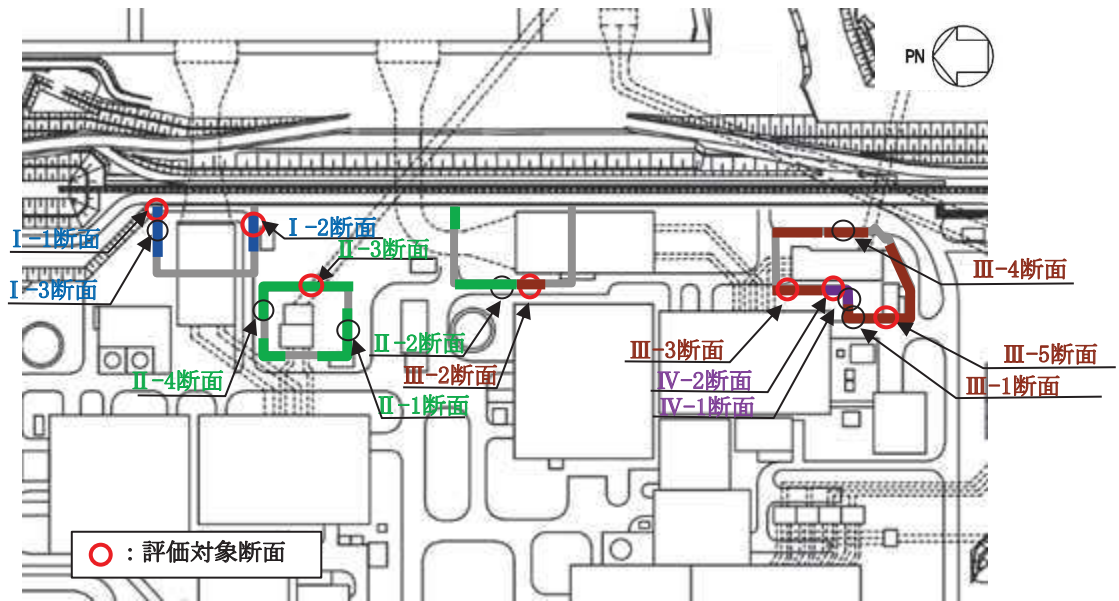 PN
Ⅰ-1断面
Ⅰ-2断面
Ⅱ-3断面
Ⅲ-4断面
Ⅰ-3断面
Ⅱ-2断面
Ⅲ-3断面
Ⅲ-5断面
Ⅲ-2断面
Ⅱ-4断面
Ⅳ-2断面
Ⅲ-1断面
Ⅱ-1断面
Ⅳ-1断面
：評価対象断面